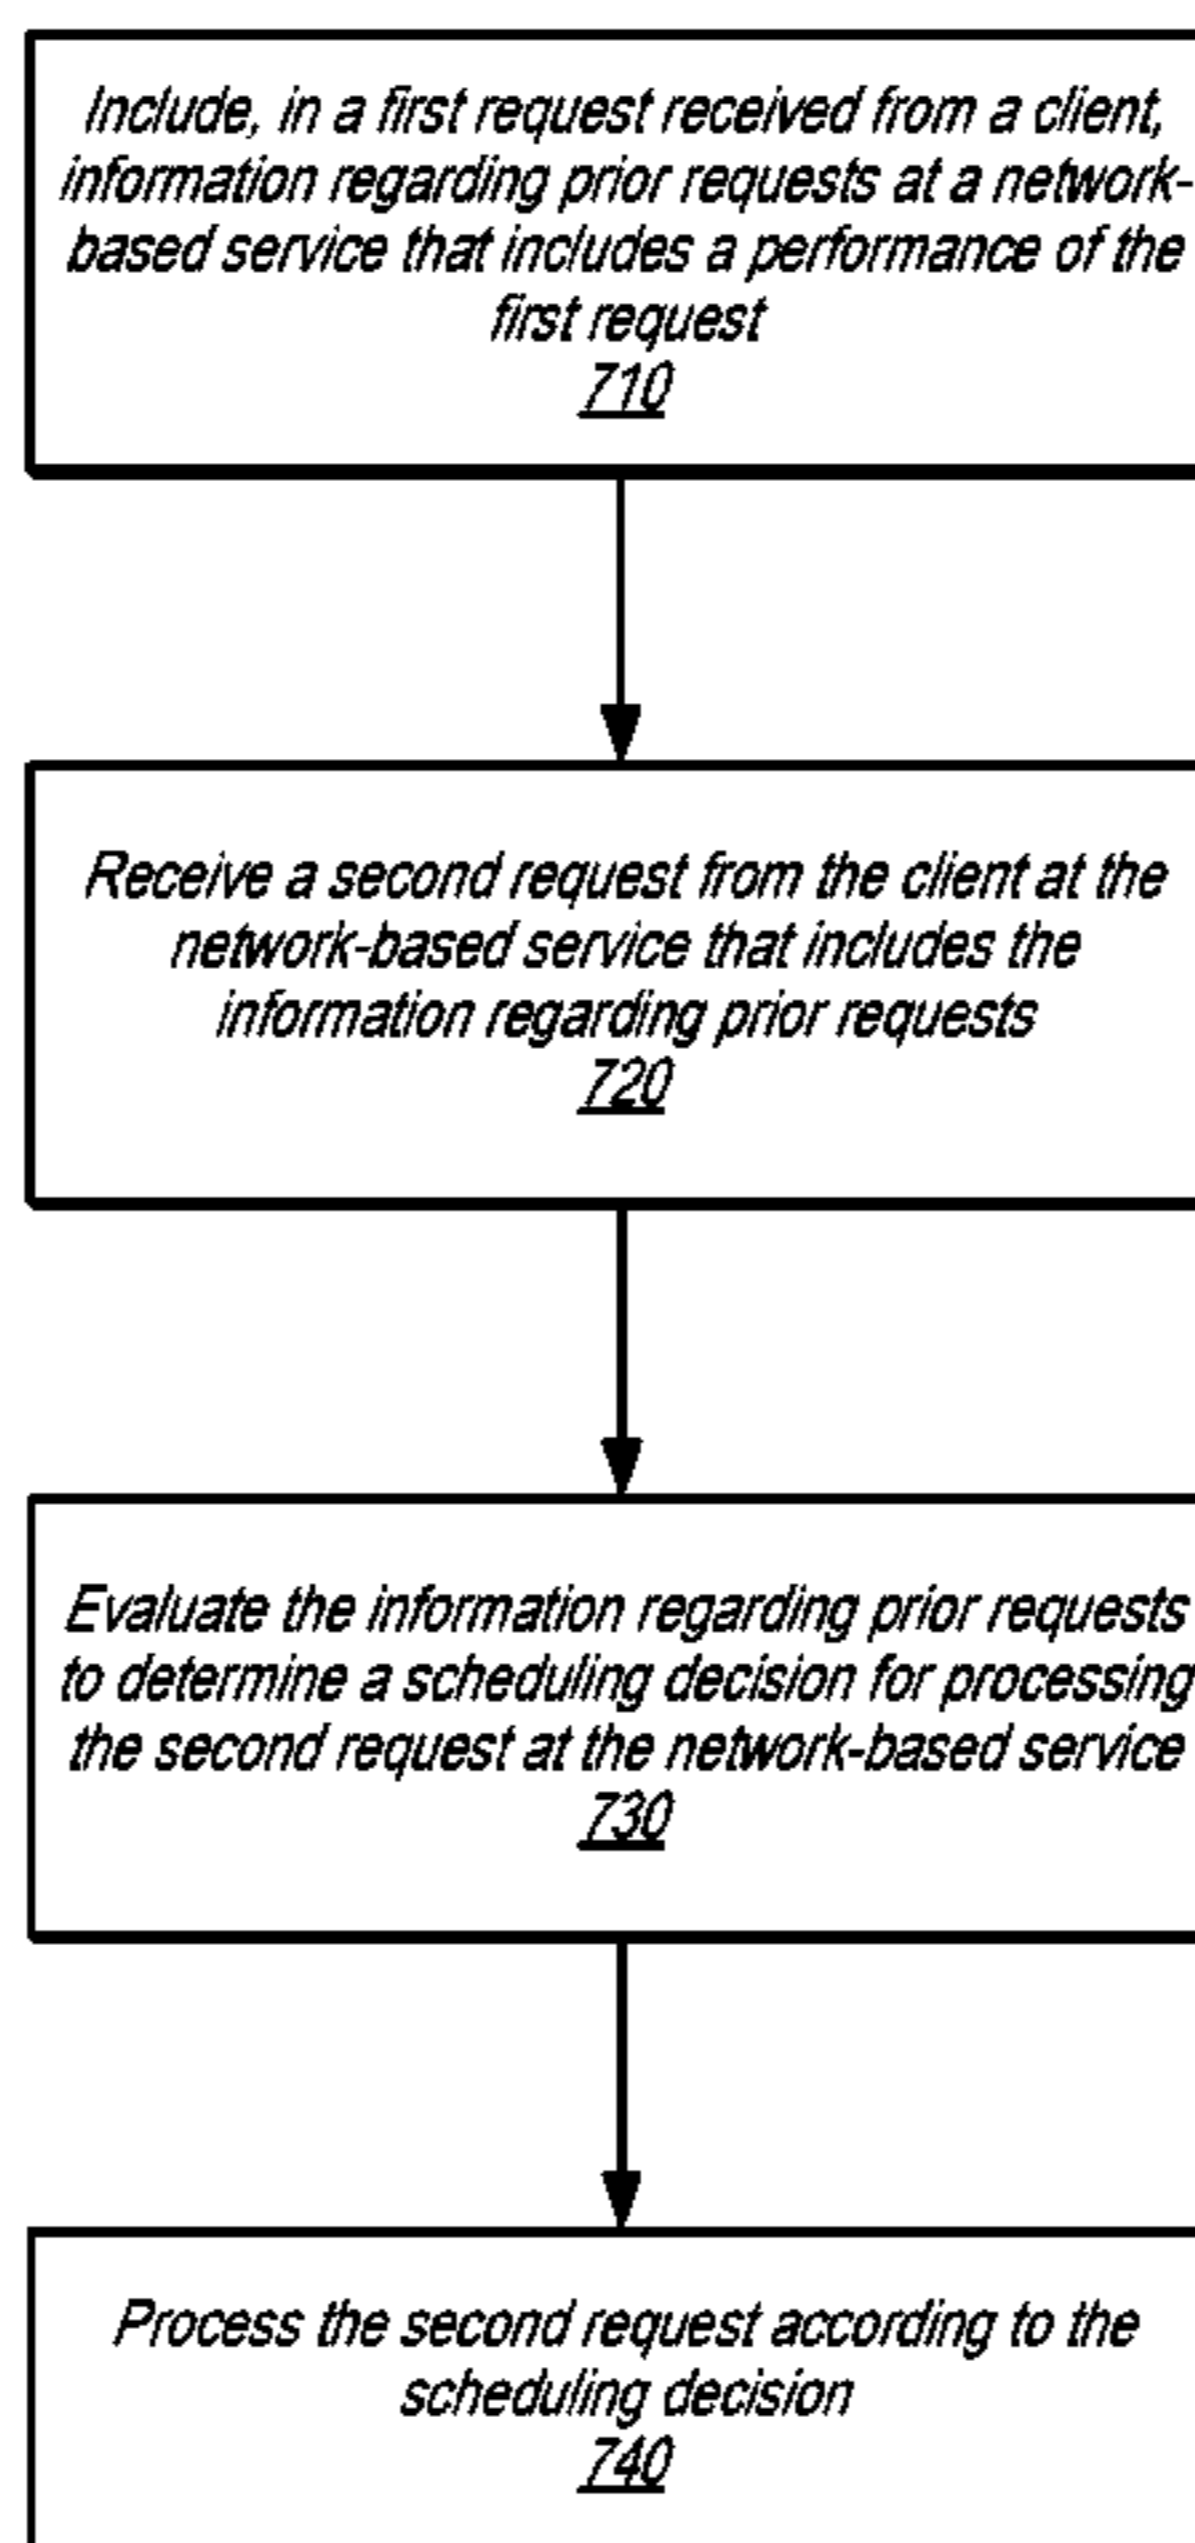 Include, in a first request received from a client,
information regarding prior requests at a network-
based service that includes a performance of the
first request
710
Receive a second request from the client at the
network-based service that includes the
information regarding prior requests
720
Evaluate the information regarding prior requests
to determine a scheduling decision for processing
the second request at the network-based service
730
Process the second request according to the
scheduling decision
740